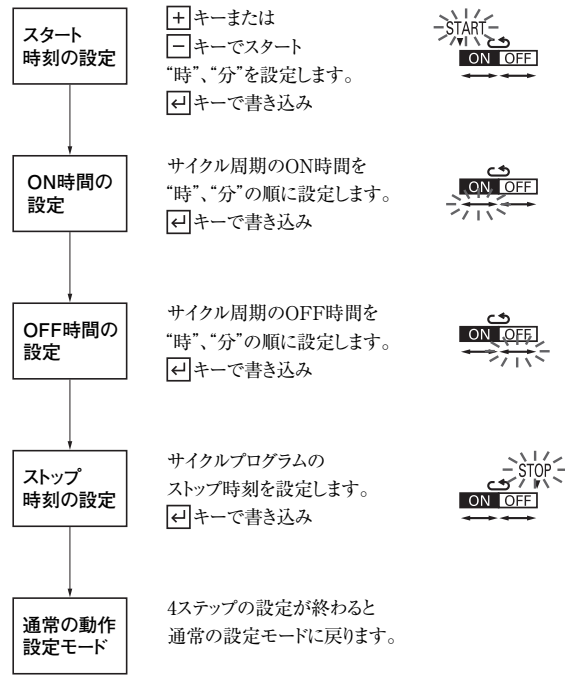 スタート
時刻の設定
+キーまたは
−キーでスタート
“時”、“分”を設定します。
↵キーで書き込み
START
ON OFF
ON時間の
設定
サイクル周期のON時間を
“時”、“分”の順に設定します。
↵キーで書き込み
ON OFF
OFF時間の
設定
サイクル周期のOFF時間を
“時”、“分”の順に設定します。
↵キーで書き込み
ON OFF
ストップ
時刻の設定
サイクルプログラムの
ストップ時刻を設定します。
↵キーで書き込み
STOP
ON OFF
通常の動作
設定モード
4ステップの設定が終わると
通常の設定モードに戻ります。